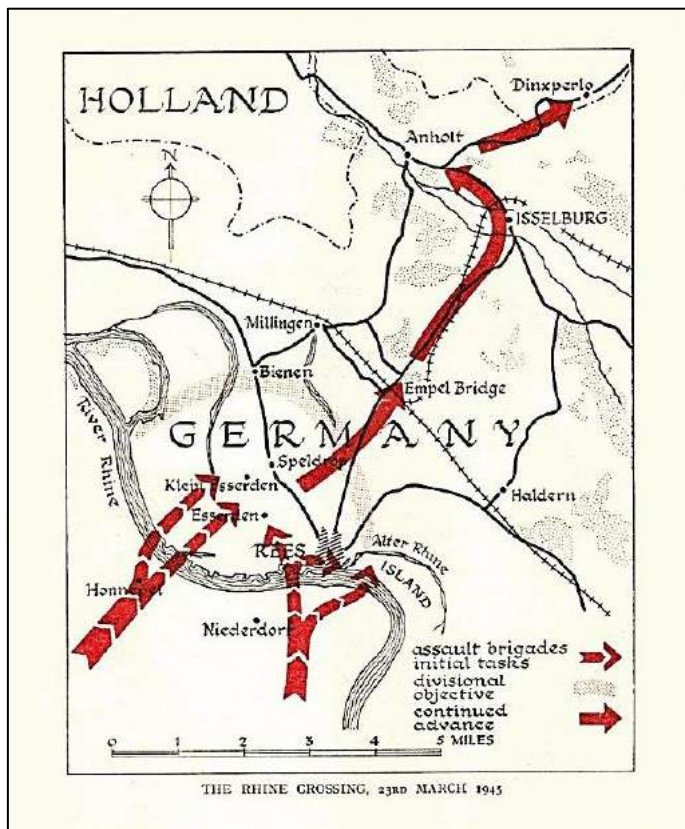 HOLLAND
Dinxperlo
Anholt
N
ISSELBURG
Millingen
Bienen
Empel Bridge
River Rhine
GERMANY
Speldrop
Klein Esserden
Haldern
Esserden
REES
Alter Rhine
ISLAND
Niederdorf
assault brigades
initial tasks
divisional
objective
continued
advance
0 1 2 3 4 5 MILES
THE RHINE CROSSING, 23RD MARCH 1945